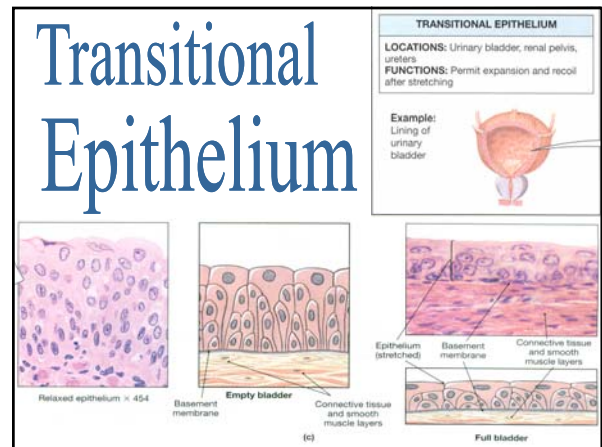 Transitional
Epithelium
TRANSITIONAL EPITHELIUM
LOCATIONS: Urinary bladder, renal pelvis,
ureters
FUNCTIONS: Permit expansion and recoil
after stretching
Example:
Lining of
urinary
bladder
Relaxed epithelium × 454
Basement
membrane
Empty bladder
Connective tissue
and smooth
muscle layers
(c)
Epithelium
(stretched)
Basement
membrane
Connective tissue
and smooth
muscle layers
Full bladder